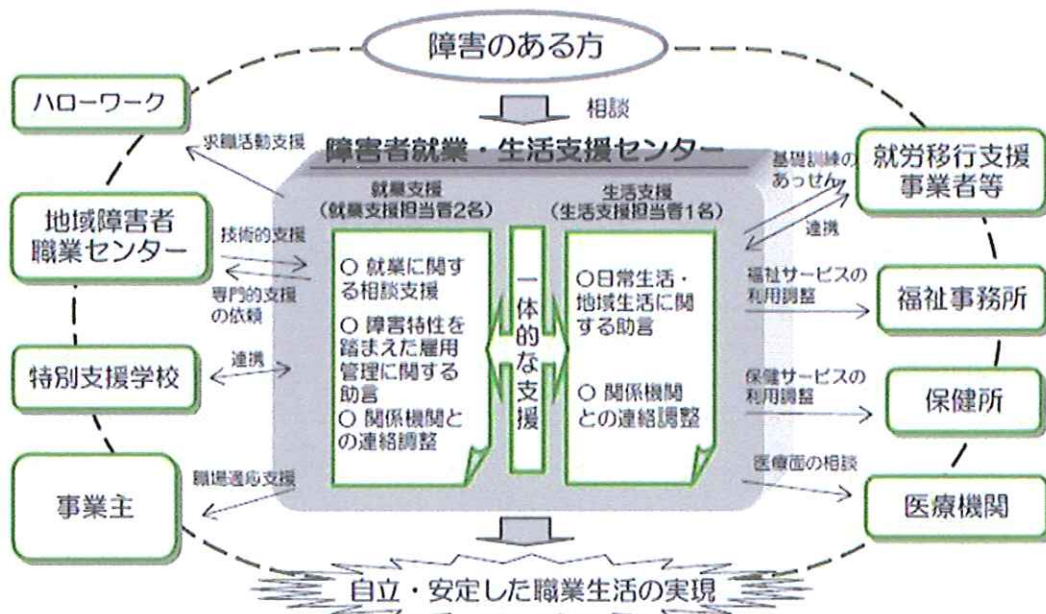 障害のある方
相談
ハローワーク
求職活動支援
障害者就業・生活支援センター
基礎訓練の
あっせん
就労移行支援
事業者等
連携
地域障害者
職業センター
技術的支援
専門的支援
の依頼
就業支援
(就業支援担当者2名)
生活支援
(生活支援担当者1名)
○ 就業に関す
る相談支援
○ 障害特性を
踏まえた雇用
管理に関する
助言
○ 関係機関と
の連絡調整
一体的な支援
○日常生活・
地域生活に関
する助言
○ 関係機関
との連絡調整
福祉サービスの
利用調整
福祉事務所
特別支援学校
連携
保健サービスの
利用調整
保健所
事業主
職場適応支援
医療面の相談
医療機関
自立・安定した職業生活の実現